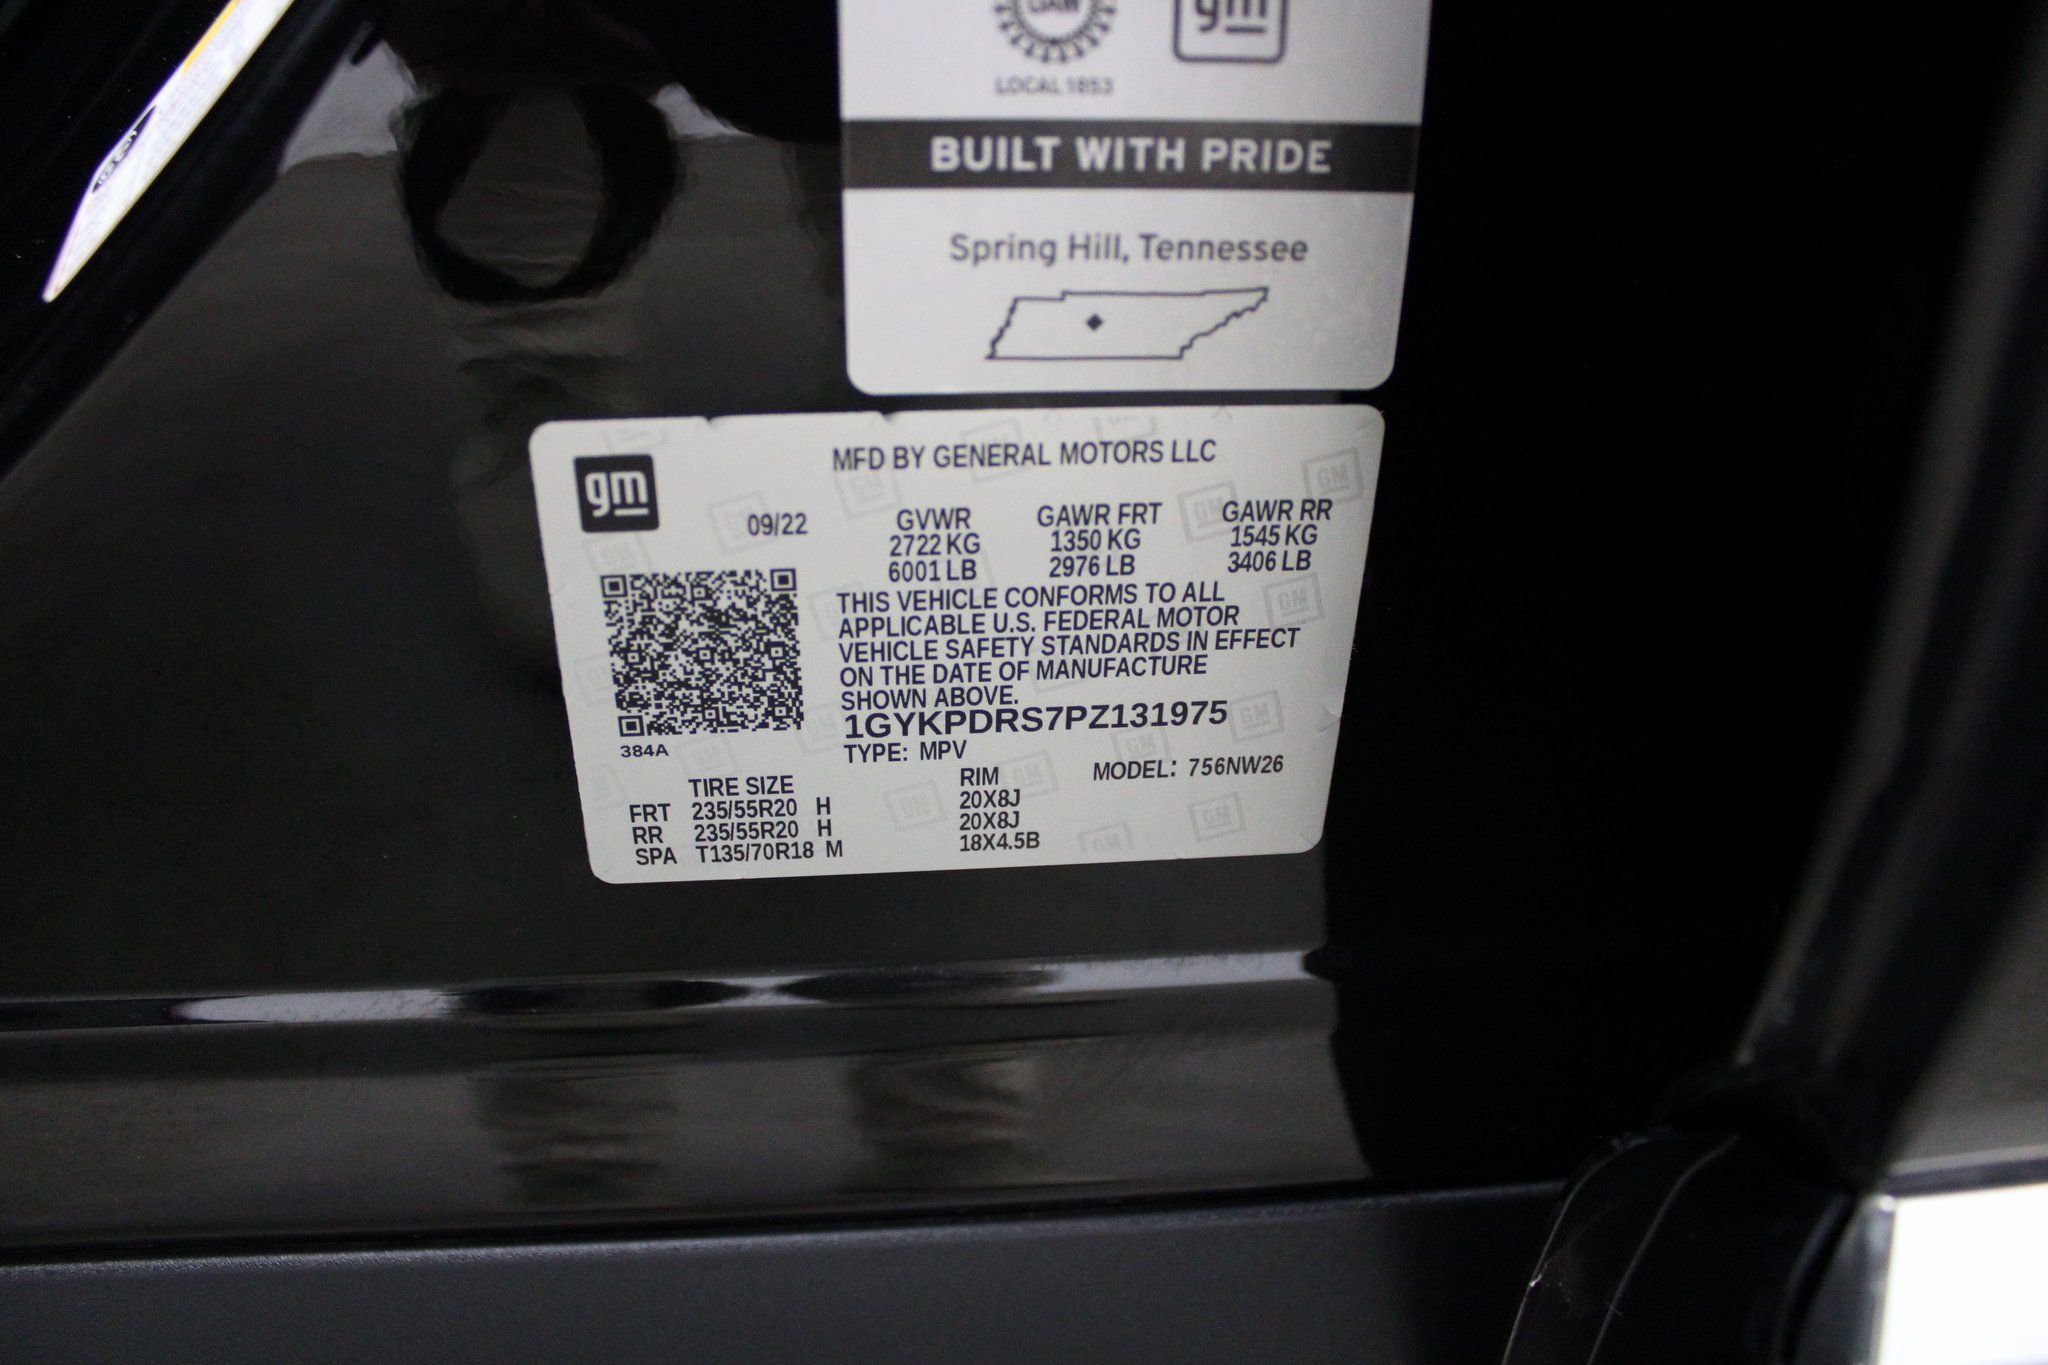 UAW
gm
LOCAL 1853
BUILT WITH PRIDE
Spring Hill, Tennessee
gm
MFD BY GENERAL MOTORS LLC
09/22 GVWR GAWR FRT GAWR RR
2722 KG 1350 KG 1545 KG
6001 LB 2976 LB 3406 LB
THIS VEHICLE CONFORMS TO ALL
APPLICABLE U.S. FEDERAL MOTOR
VEHICLE SAFETY STANDARDS IN EFFECT
ON THE DATE OF MANUFACTURE
SHOWN ABOVE.
1GYKPDRS7PZ131975
384A
TYPE: MPV
MODEL: 756NW26
TIRE SIZE RIM
FRT 235/55R20 H 20X8J
RR 235/55R20 H 20X8J
SPA T135/70R18 M 18X4.5B